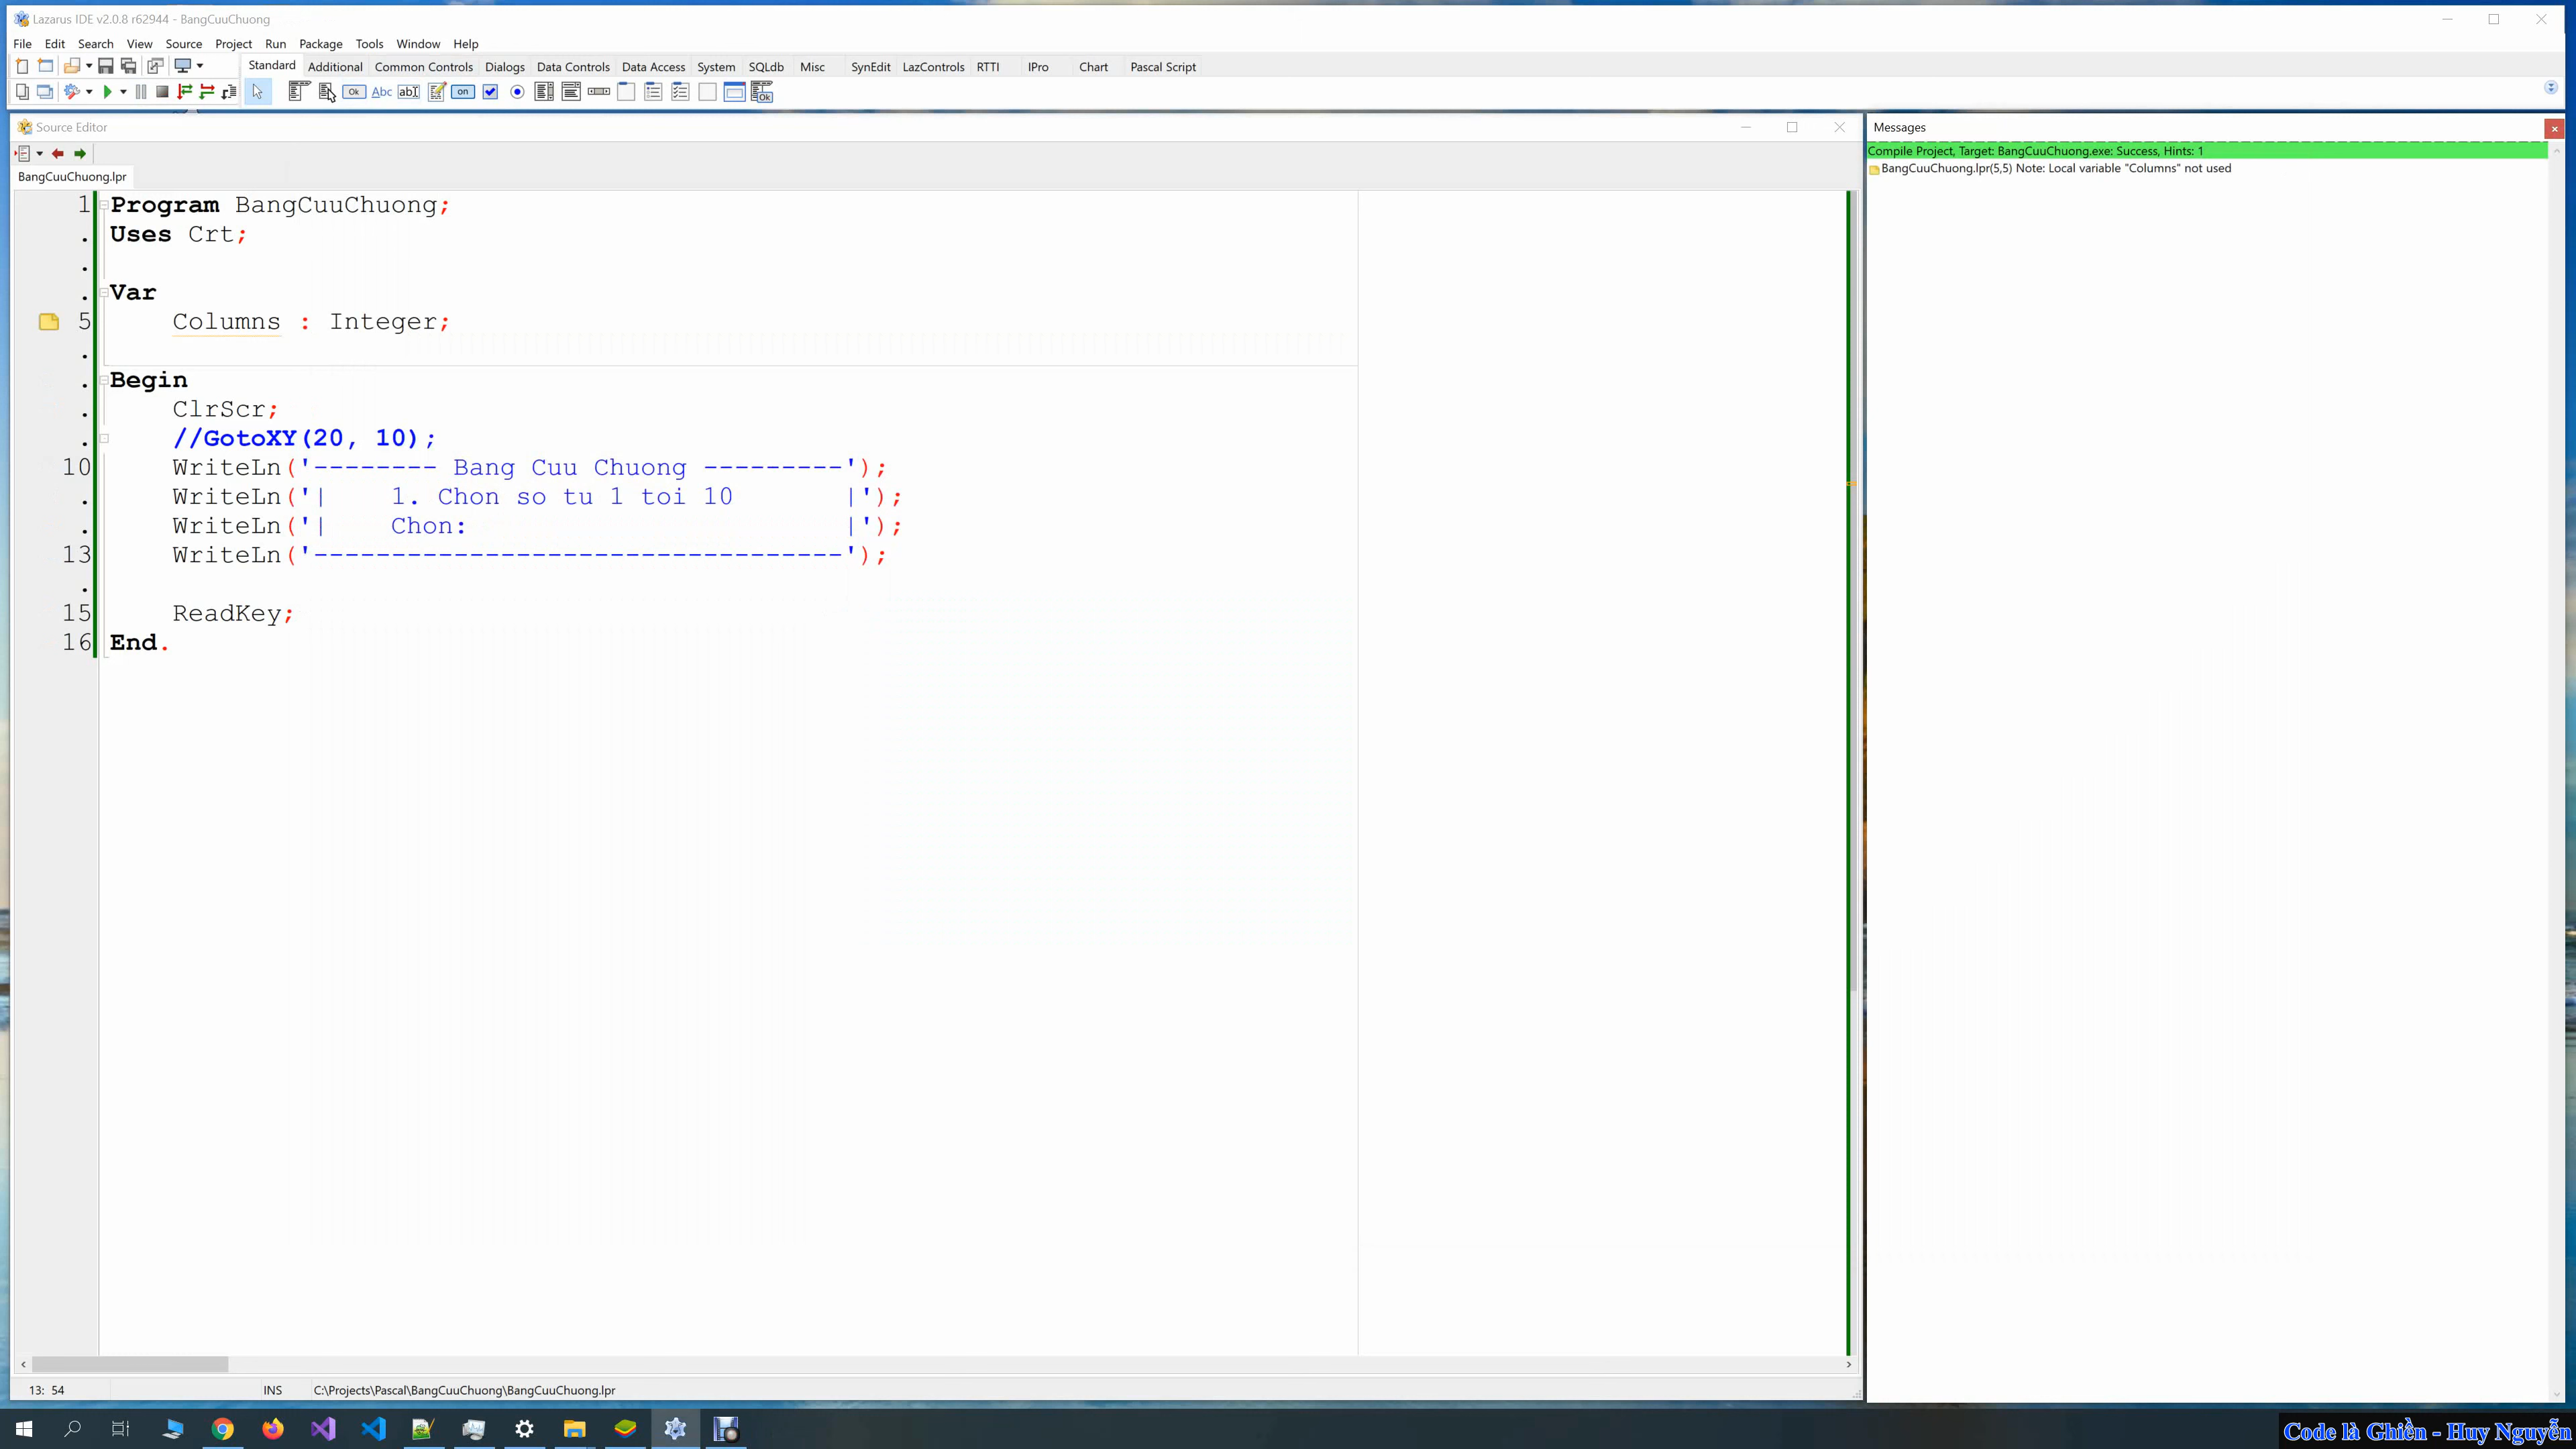 Lazarus IDE v2.0.8 r62944 - BangCuuChuong
File Edit Search View Source Project Run Package Tools Window Help
Standard Additional Common Controls Dialogs Data Controls Data Access System SQLdb Misc SynEdit LazControls RTTI IPro Chart Pascal Script
Ok Abc abI on Ok
Source Editor
BangCuuChuong.lpr
1 Program BangCuuChuong;
. Uses Crt;
.
. Var
5 Columns : Integer;
.
. Begin
. ClrScr;
. //GotoXY(20, 10);
10 WriteLn('-------- Bang Cuu Chuong ---------');
. WriteLn('|    1. Chon so tu 1 toi 10       |');
. WriteLn('|    Chon:                        |');
13 WriteLn('----------------------------------');
.
15 ReadKey;
16 End.
13: 54 INS C:\Projects\Pascal\BangCuuChuong\BangCuuChuong.lpr
Messages
Compile Project, Target: BangCuuChuong.exe: Success, Hints: 1
BangCuuChuong.lpr(5,5) Note: Local variable "Columns" not used
Code là Ghiền - Huy Nguyễn